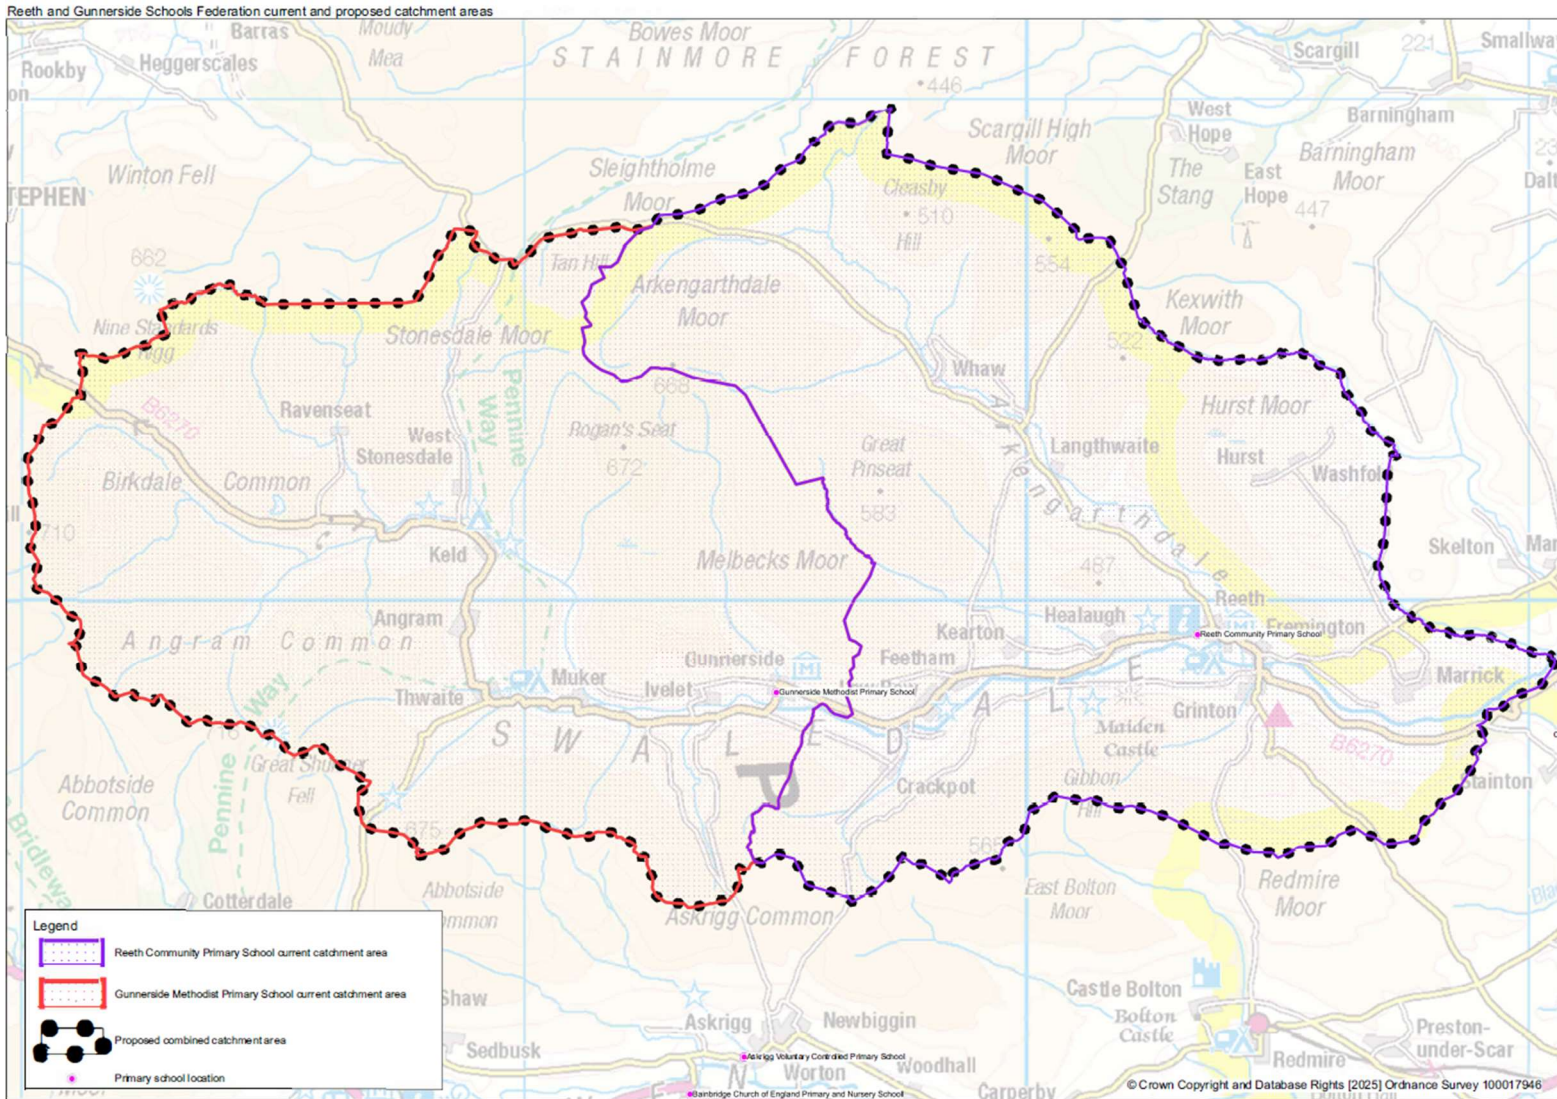 Reeth and Gunnerside Schools Federation current and proposed catchment areas
Barras
Moudy
Mea
Bowes Moor
STAINMORE FOREST
Scargill
221
Rookby
Heggerscales
446
West
Hope
Barningham
Scargill High
Moor
Barningham
Moor
Winton Fell
Sleightholme
Moor
The
Stang
East
Hope
447
Cleasby
510
Hill
662
Tan Hill
554
Arkengarthdale
Moor
Kexwith
Moor
Nine Standards
Rigg
Stonesdale Moor
522
Whaw
668
Pennine
Way
B6270
Ravenseat
West
Stonesdale
Rogan's Seat
672
Great
Pinseat
583
Hurst Moor
Langthwaite
Hurst
Birkdale Common
Arkengarthdale
710
Keld
Melbecks Moor
487
Skelton
Angram
Healaugh
Reeth
Angram Common
Kearton
Fremington
Reeth Community Primary School
Gunnerside
Feetham
Marrick
Muker
Ivelet
Thwaite
Gunnerside Methodist Primary School
Grinton
SWALEDALE
Maiden
Castle
B6270
Pennine Way
Great Shunner
Fell
Abbotside
Common
Crackpot
Gibbon
Hill
Stainton
Abbotside
Common
East Bolton
Moor
Redmire
Moor
Cotterdale
Askrigg Common
Legend
Reeth Community Primary School current catchment area
Gunnerside Methodist Primary School current catchment area
Proposed combined catchment area
Primary school location
Castle Bolton
Bolton
Castle
Askrigg
Newbiggin
Sedbusk
Askrigg Voluntary Controlled Primary School
Worton
Woodhall
Redmire
Preston-
under-Scar
Carperby
Bainbridge Church of England Primary and Nursery School
© Crown Copyright and Database Rights [2025] Ordnance Survey 100017946